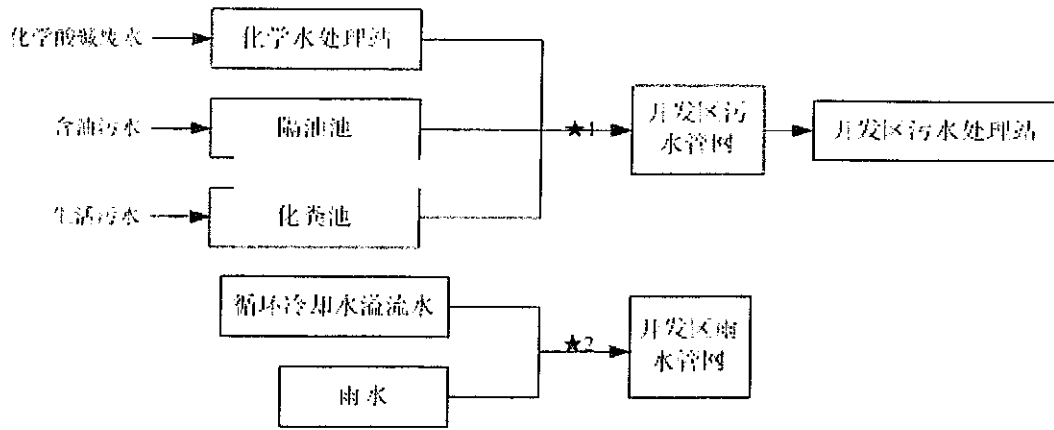 化学酸碱废水
化学水处理站
含油污水
隔油池
★1
开发区污
水管网
开发区污水处理站
生活污水
化粪池
循环冷却水溢流水
★2
开发区雨
水管网
雨水